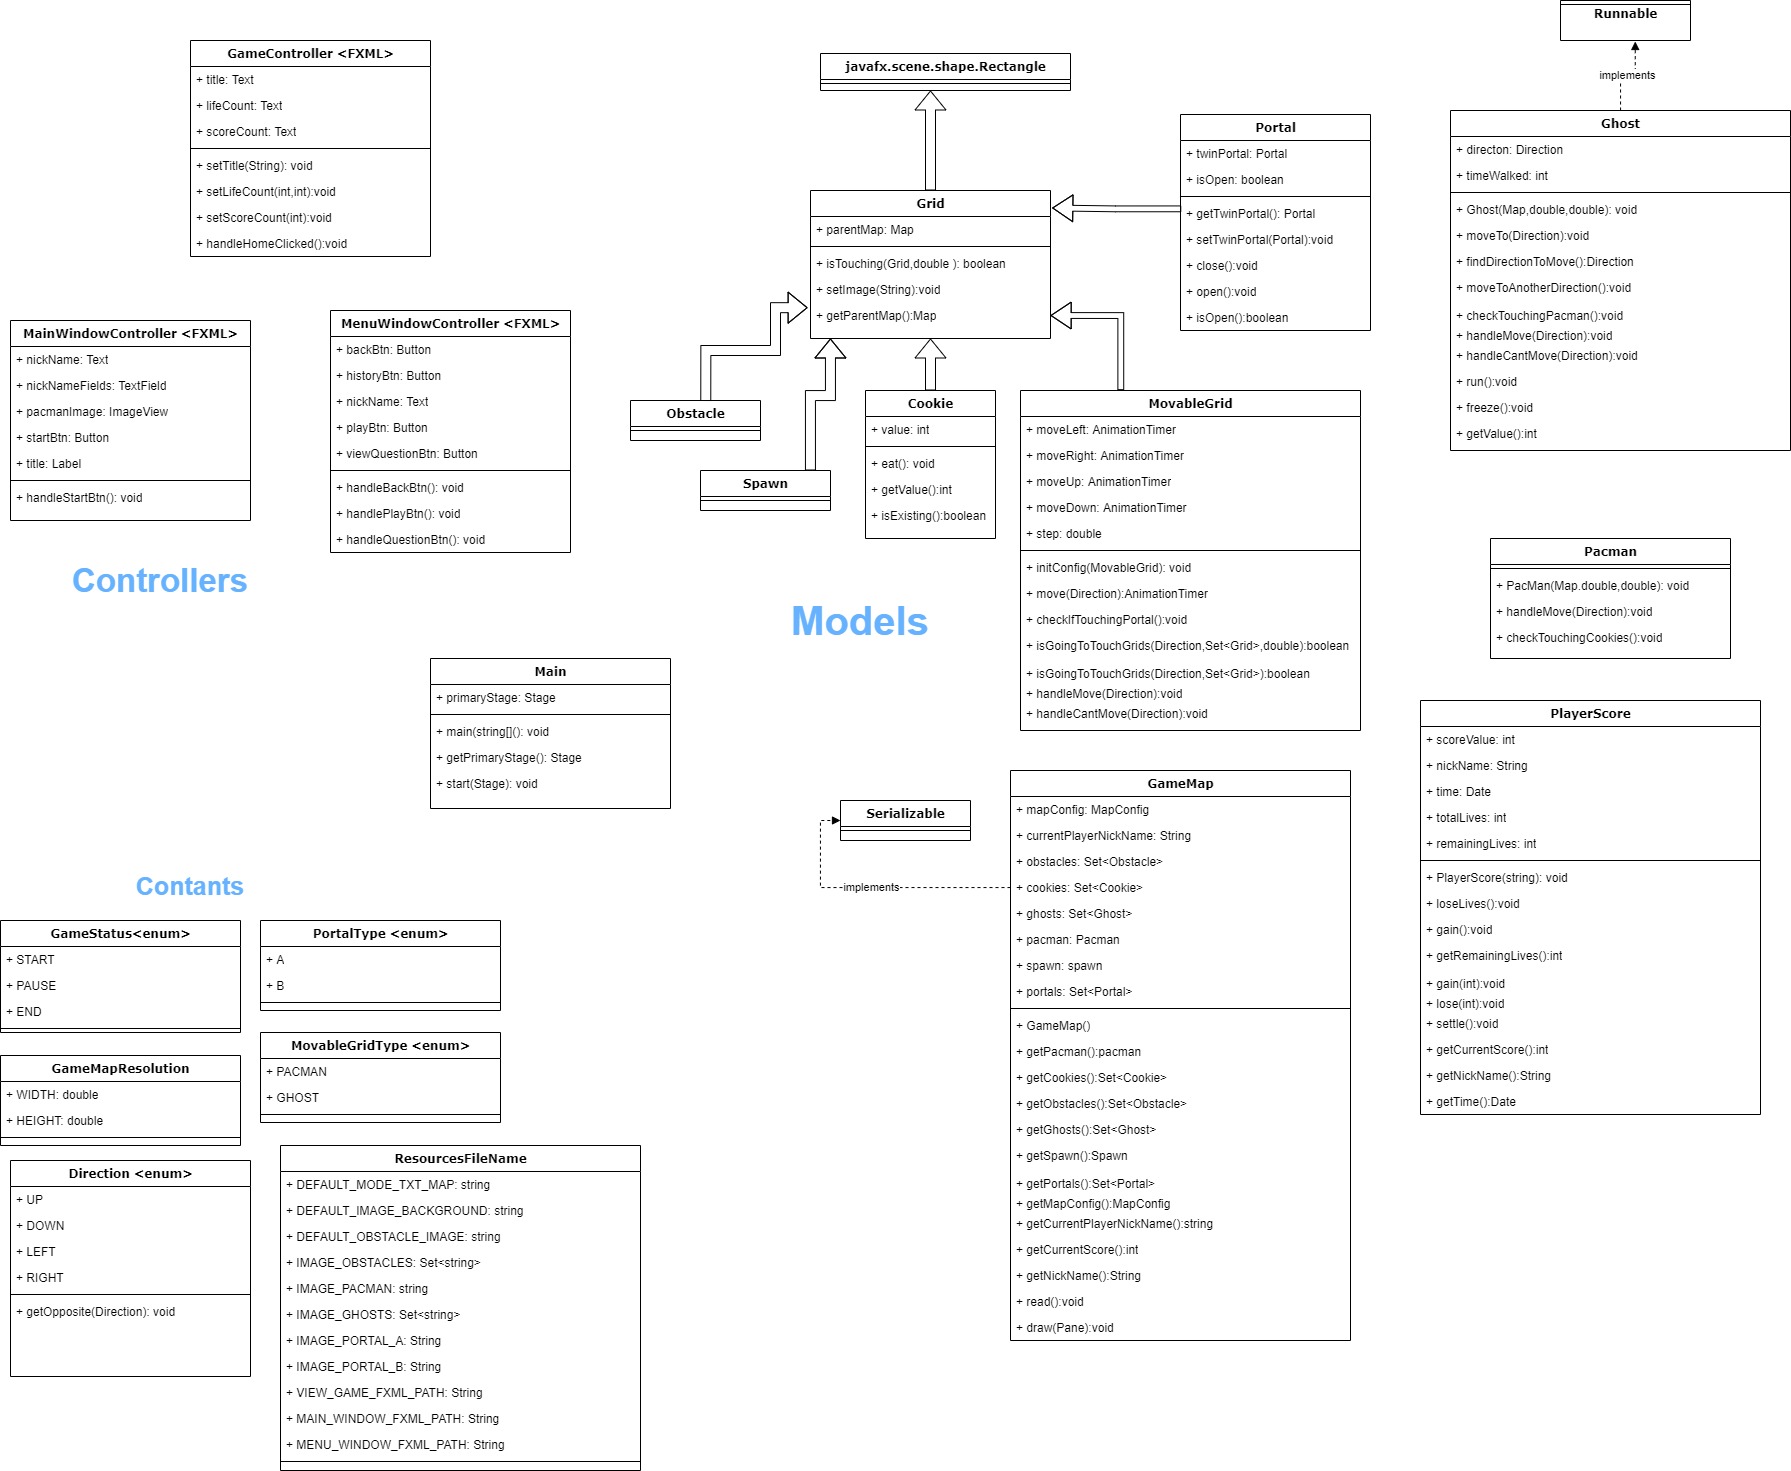 GameController <FXML>
+ title: Text
+ lifeCount: Text
+ scoreCount: Text
+ setTitle(String): void
+ setLifeCount(int,int):void
+ setScoreCount(int):void
+ handleHomeClicked():void
MainWindowController <FXML>
+ nickName: Text
+ nickNameFields: TextField
+ pacmanImage: ImageView
+ startBtn: Button
+ title: Label
+ handleStartBtn(): void
MenuWindowController <FXML>
+ backBtn: Button
+ historyBtn: Button
+ nickName: Text
+ playBtn: Button
+ viewQuestionBtn: Button
+ handleBackBtn(): void
+ handlePlayBtn(): void
+ handleQuestionBtn(): void
Controllers
javafx.scene.shape.Rectangle
Grid
+ parentMap: Map
+ isTouching(Grid,double ): boolean
+ setImage(String):void
+ getParentMap():Map
Portal
+ twinPortal: Portal
+ isOpen: boolean
+ getTwinPortal(): Portal
+ setTwinPortal(Portal):void
+ close():void
+ open():void
+ isOpen():boolean
Runnable
implements
Ghost
+ directon: Direction
+ timeWalked: int
+ Ghost(Map,double,double): void
+ moveTo(Direction):void
+ findDirectionToMove():Direction
+ moveToAnotherDirection():void
+ checkTouchingPacman():void
+ handleMove(Direction):void
+ handleCantMove(Direction):void
+ run():void
+ freeze():void
+ getValue():int
Obstacle
Spawn
Cookie
+ value: int
+ eat(): void
+ getValue():int
+ isExisting():boolean
MovableGrid
+ moveLeft: AnimationTimer
+ moveRight: AnimationTimer
+ moveUp: AnimationTimer
+ moveDown: AnimationTimer
+ step: double
+ initConfig(MovableGrid): void
+ move(Direction):AnimationTimer
+ checkIfTouchingPortal():void
+ isGoingToTouchGrids(Direction,Set<Grid>,double):boolean
+ isGoingToTouchGrids(Direction,Set<Grid>):boolean
+ handleMove(Direction):void
+ handleCantMove(Direction):void
Models
Pacman
+ PacMan(Map.double,double): void
+ handleMove(Direction):void
+ checkTouchingCookies():void
Main
+ primaryStage: Stage
+ main(string[](): void
+ getPrimaryStage(): Stage
+ start(Stage): void
Serializable
implements
GameMap
+ mapConfig: MapConfig
+ currentPlayerNickName: String
+ obstacles: Set<Obstacle>
+ cookies: Set<Cookie>
+ ghosts: Set<Ghost>
+ pacman: Pacman
+ spawn: spawn
+ portals: Set<Portal>
+ GameMap()
+ getPacman():pacman
+ getCookies():Set<Cookie>
+ getObstacles():Set<Obstacle>
+ getGhosts():Set<Ghost>
+ getSpawn():Spawn
+ getPortals():Set<Portal>
+ getMapConfig():MapConfig
+ getCurrentPlayerNickName():string
+ getCurrentScore():int
+ getNickName():String
+ read():void
+ draw(Pane):void
PlayerScore
+ scoreValue: int
+ nickName: String
+ time: Date
+ totalLives: int
+ remainingLives: int
+ PlayerScore(string): void
+ loseLives():void
+ gain():void
+ getRemainingLives():int
+ gain(int):void
+ lose(int):void
+ settle():void
+ getCurrentScore():int
+ getNickName():String
+ getTime():Date
Contants
GameStatus<enum>
+ START
+ PAUSE
+ END
PortalType <enum>
+ A
+ B
GameMapResolution
+ WIDTH: double
+ HEIGHT: double
MovableGridType <enum>
+ PACMAN
+ GHOST
Direction <enum>
+ UP
+ DOWN
+ LEFT
+ RIGHT
+ getOpposite(Direction): void
ResourcesFileName
+ DEFAULT_MODE_TXT_MAP: string
+ DEFAULT_IMAGE_BACKGROUND: string
+ DEFAULT_OBSTACLE_IMAGE: string
+ IMAGE_OBSTACLES: Set<string>
+ IMAGE_PACMAN: string
+ IMAGE_GHOSTS: Set<string>
+ IMAGE_PORTAL_A: String
+ IMAGE_PORTAL_B: String
+ VIEW_GAME_FXML_PATH: String
+ MAIN_WINDOW_FXML_PATH: String
+ MENU_WINDOW_FXML_PATH: String